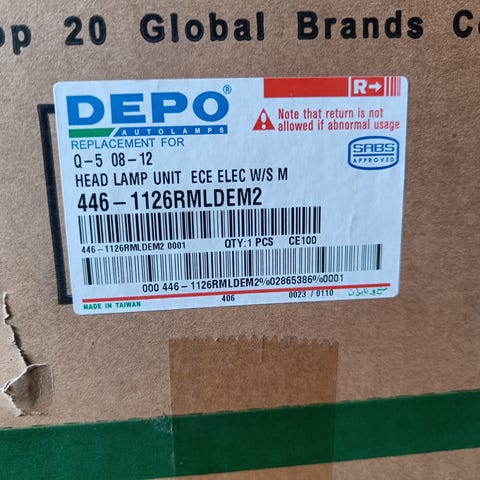 op 20 Global Brands Co
DEPO®
AUTOLAMPS
R→
Note that return is not
allowed if abnormal usage
REPLACEMENT FOR
Q-5 08-12
HEAD LAMP UNIT ECE ELEC W/S M
446-1126RMLDEM2
SABS
APPROVED
446-1126RMLDEM2 0001 QTY:1 PCS CE100
000 446-1126RMLDEM2%02865386%0001
MADE IN TAIWAN 406 0023 / 0110